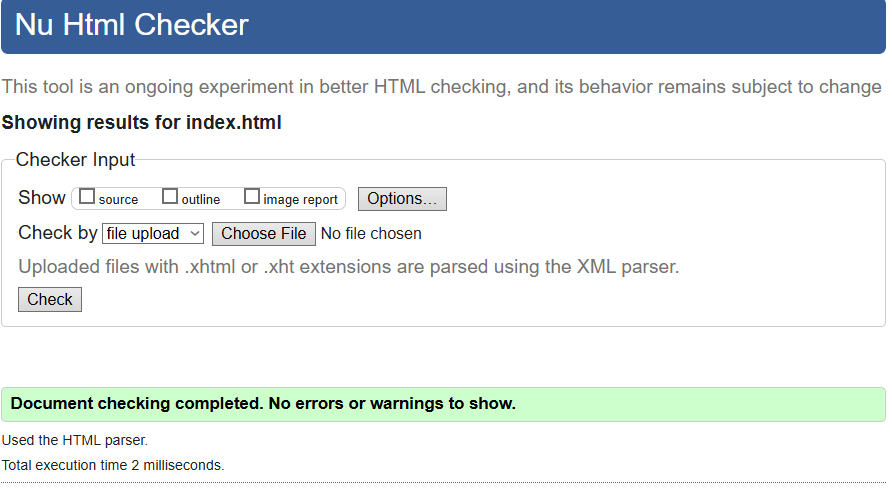 Nu Html Checker
This tool is an ongoing experiment in better HTML checking, and its behavior remains subject to change
Showing results for index.html
Checker Input
Show source outline image report Options...
Check by file upload Choose File No file chosen
Uploaded files with .xhtml or .xht extensions are parsed using the XML parser.
Check
Document checking completed. No errors or warnings to show.
Used the HTML parser.
Total execution time 2 milliseconds.